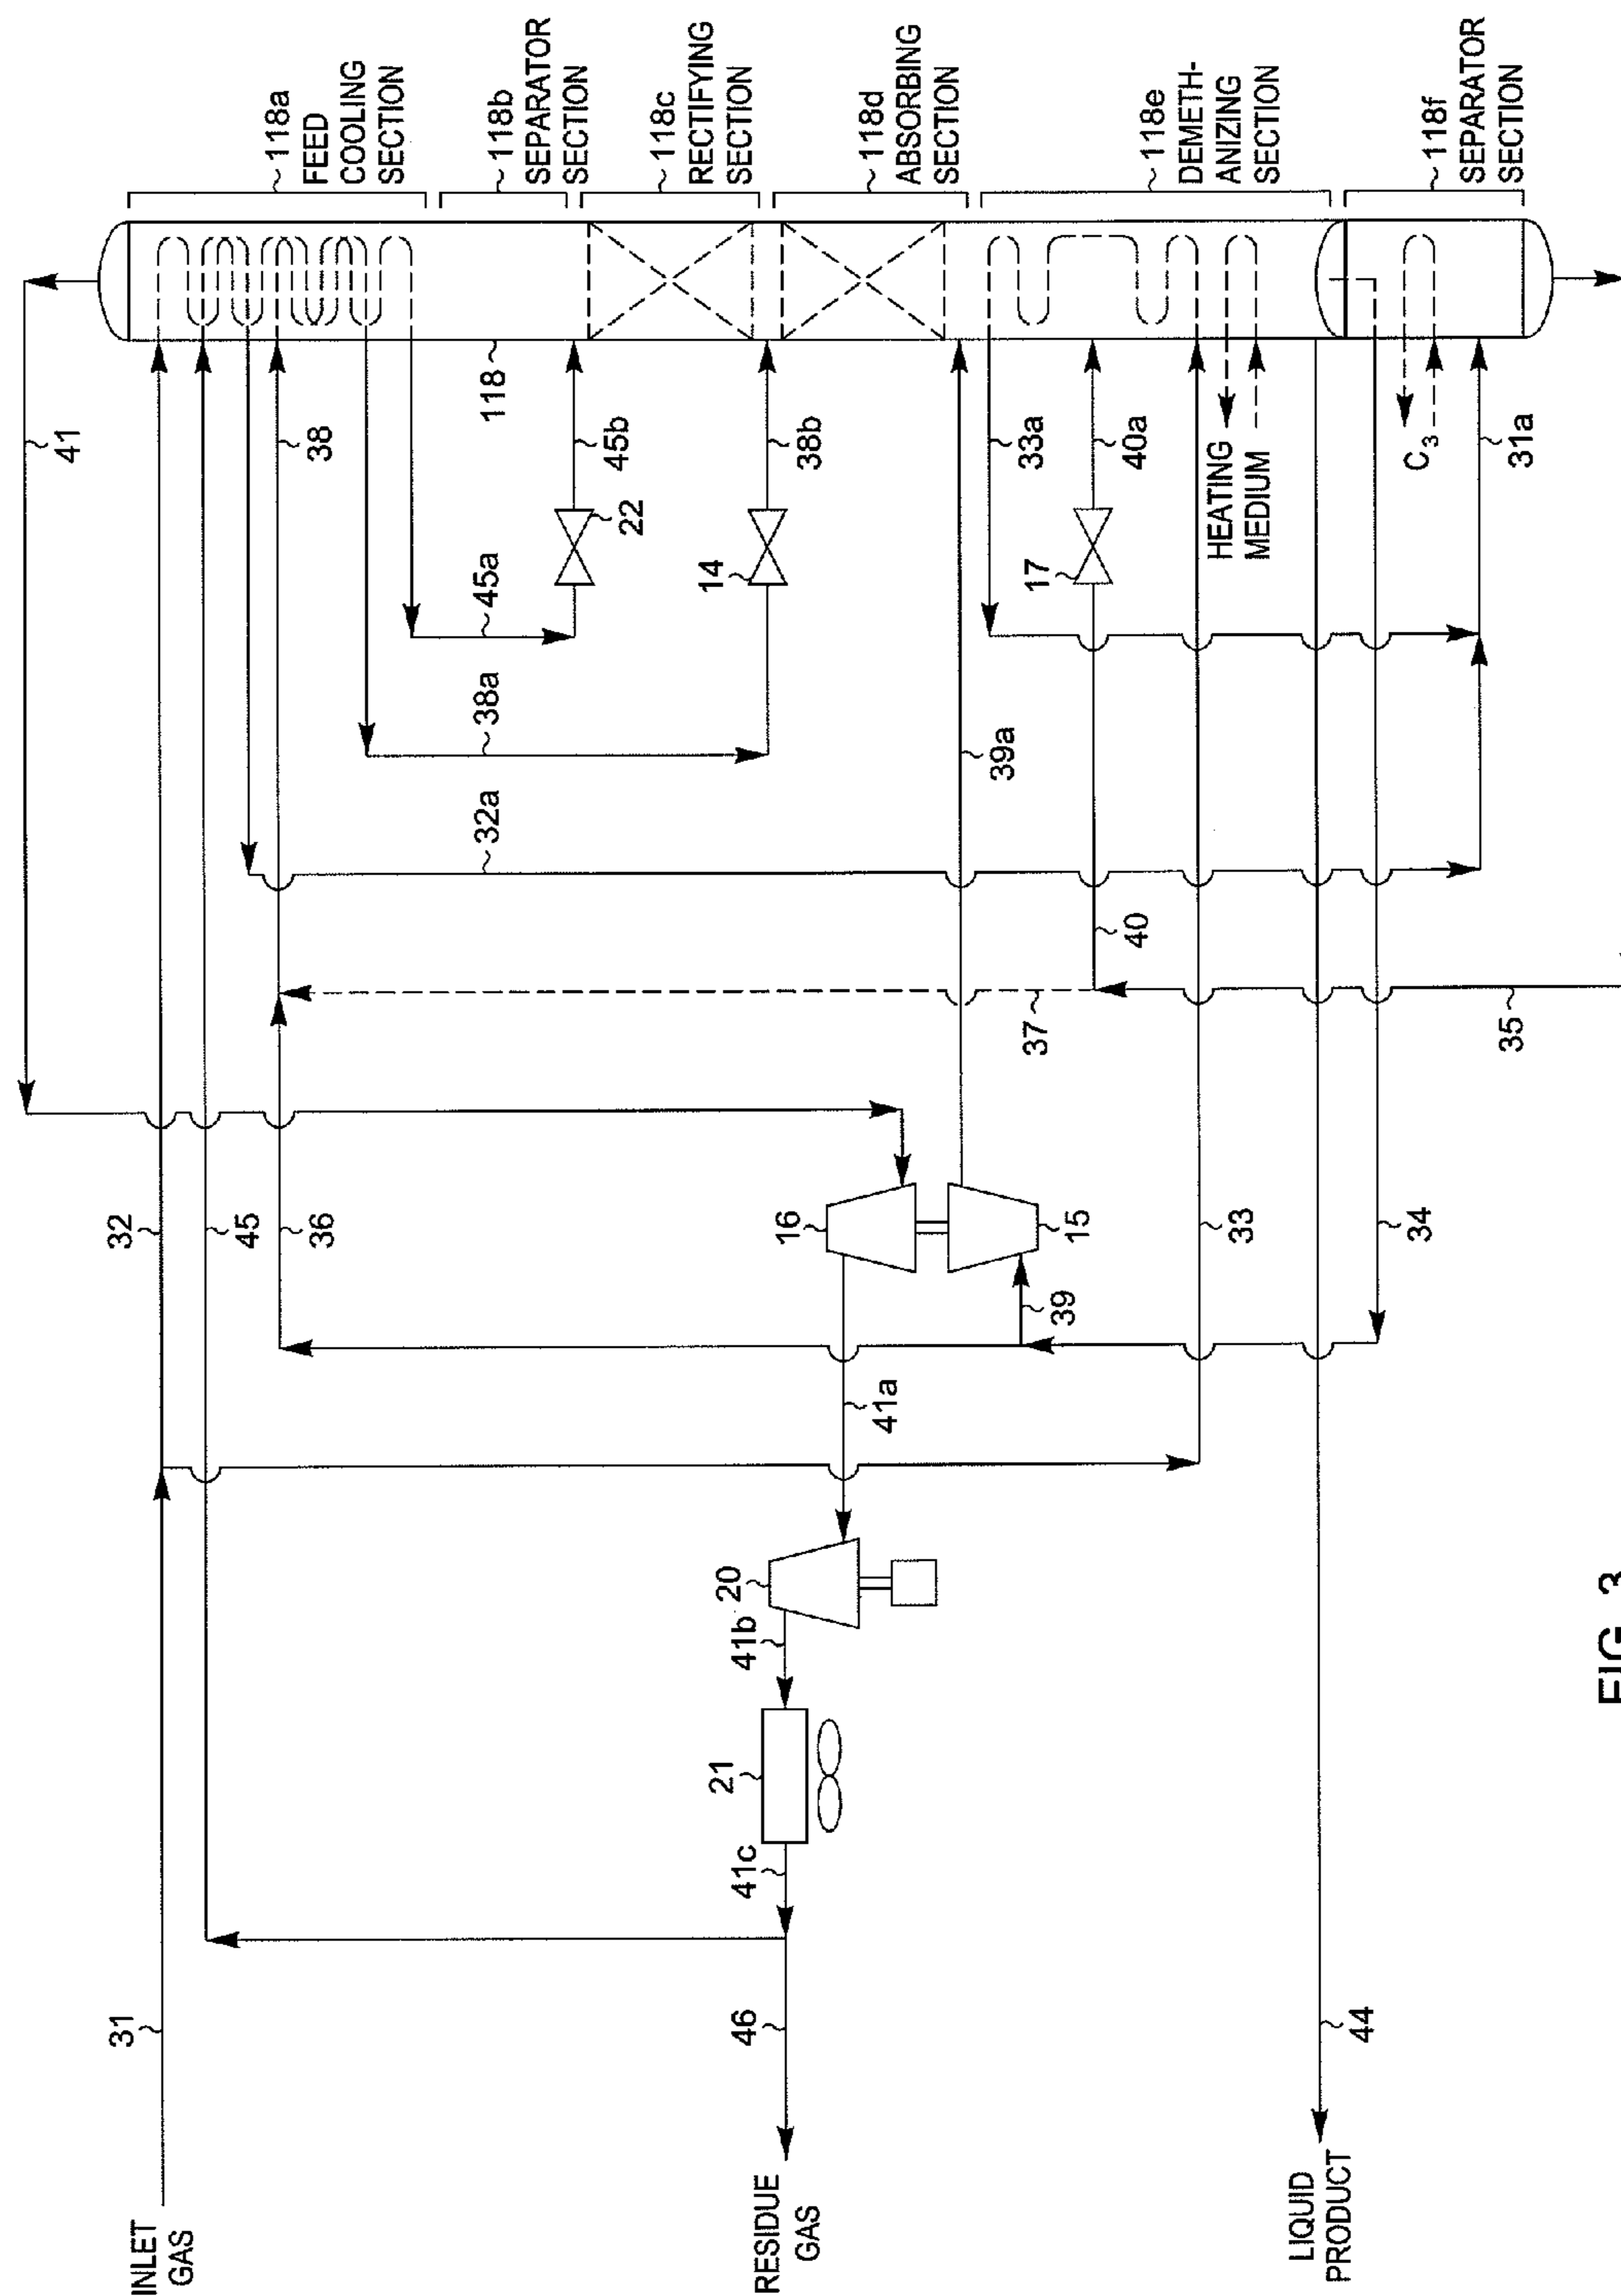 41
118a
FEED
COOLING
SECTION
118b
SEPARATOR
SECTION
118c
RECTIFYING
SECTION
118d
ABSORBING
SECTION
118e
DEMETH-
ANIZING
SECTION
118f
SEPARATOR
SECTION
118
38
45b
22
45a
38b
14
38a
33a
40a
17
HEATING
MEDIUM
C3
31a
39a
32a
40
37
35
32
45
36
16
15
39
33
34
41a
20
41b
21
41c
31
46
44
INLET
GAS
RESIDUE
GAS
LIQUID
PRODUCT
FIG. 3